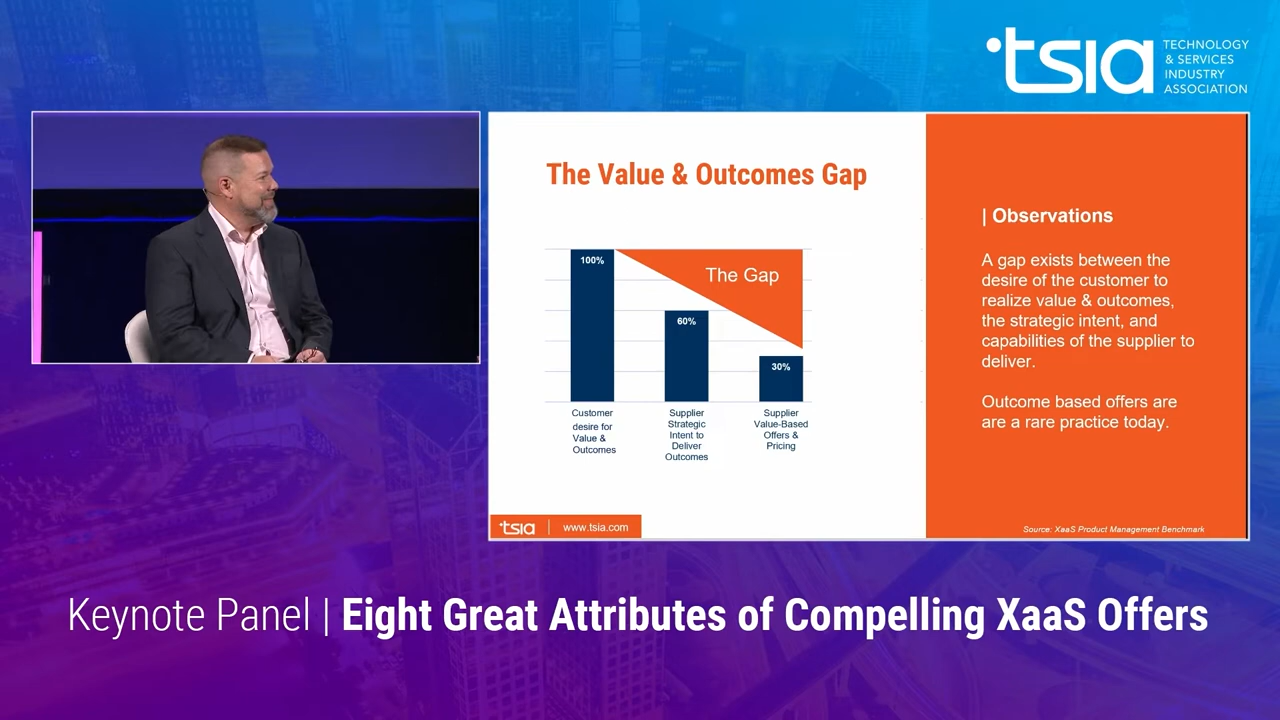 tsia TECHNOLOGY
& SERVICES
INDUSTRY
ASSOCIATION
The Value & Outcomes Gap
100%
The Gap
60%
30%
Customer
desire for
Value &
Outcomes
Supplier
Strategic
Intent to
Deliver
Outcomes
Supplier
Value-Based
Offers &
Pricing
| Observations
A gap exists between the
desire of the customer to
realize value & outcomes,
the strategic intent, and
capabilities of the supplier to
deliver.
Outcome based offers are
are a rare practice today.
Source: XaaS Product Management Benchmark
tsia | www.tsia.com
Keynote Panel | Eight Great Attributes of Compelling XaaS Offers